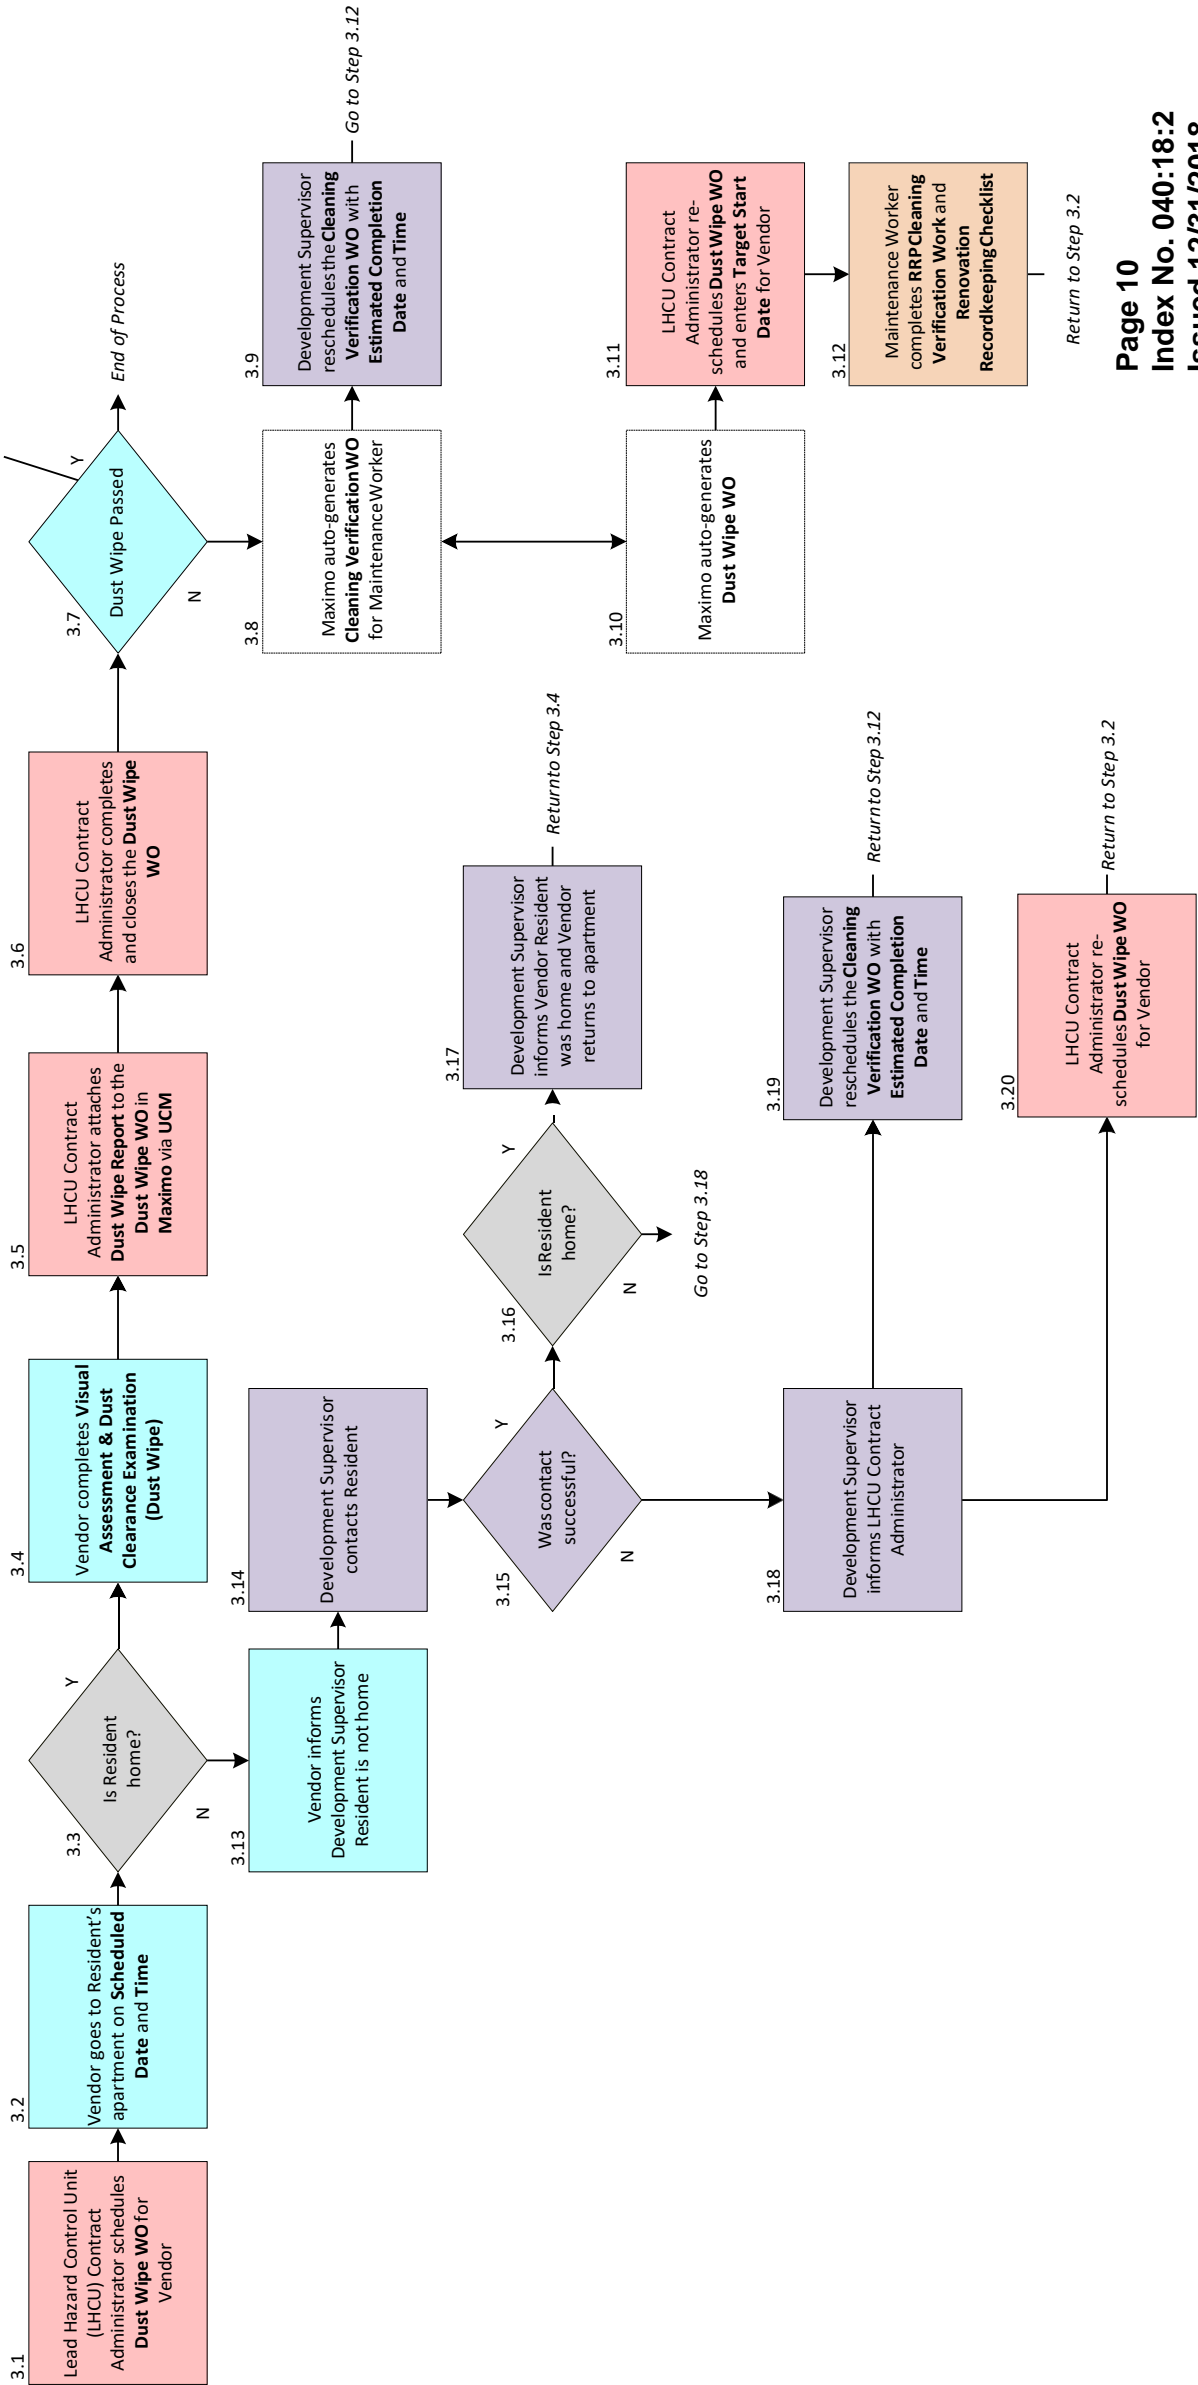 3.1
Lead Hazard Control Unit
(LHCU) Contract
Administrator schedules
Dust Wipe WO for
Vendor
3.2
Vendor goes to Resident's
apartment on Scheduled
Date and Time
3.3
Is Resident
home?
Y
N
3.4
Vendor completes Visual
Assessment & Dust
Clearance Examination
(Dust Wipe)
3.5
LHCU Contract
Administrator attaches
Dust Wipe Report to the
Dust Wipe WO in
Maximo via UCM
3.6
LHCU Contract
Administrator completes
and closes the Dust Wipe
WO
3.7
Dust Wipe Passed
Y
N
End of Process
3.8
Maximo auto-generates
Cleaning Verification WO
for Maintenance Worker
3.9
Development Supervisor
reschedules the Cleaning
Verification WO with
Estimated Completion
Date and Time
Go to Step 3.12
3.10
Maximo auto-generates
Dust Wipe WO
3.11
LHCU Contract
Administrator re-
schedules Dust Wipe WO
and enters Target Start
Date for Vendor
3.12
Maintenance Worker
completes RRP Cleaning
Verification Work and
Renovation
Recordkeeping Checklist
Return to Step 3.2
3.13
Vendor informs
Development Supervisor
Resident is not home
3.14
Development Supervisor
contacts Resident
3.15
Was contact
successful?
Y
N
3.16
Is Resident
home?
Y
N
Go to Step 3.18
3.17
Development Supervisor
informs Vendor Resident
was home and Vendor
returns to apartment
Return to Step 3.4
3.18
Development Supervisor
informs LHCU Contract
Administrator
3.19
Development Supervisor
reschedules the Cleaning
Verification WO with
Estimated Completion
Date and Time
Return to Step 3.12
3.20
LHCU Contract
Administrator re-
schedules Dust Wipe WO
for Vendor
Return to Step 3.2
Page 10
Index No. 040:18:2
Issued 12/31/2018